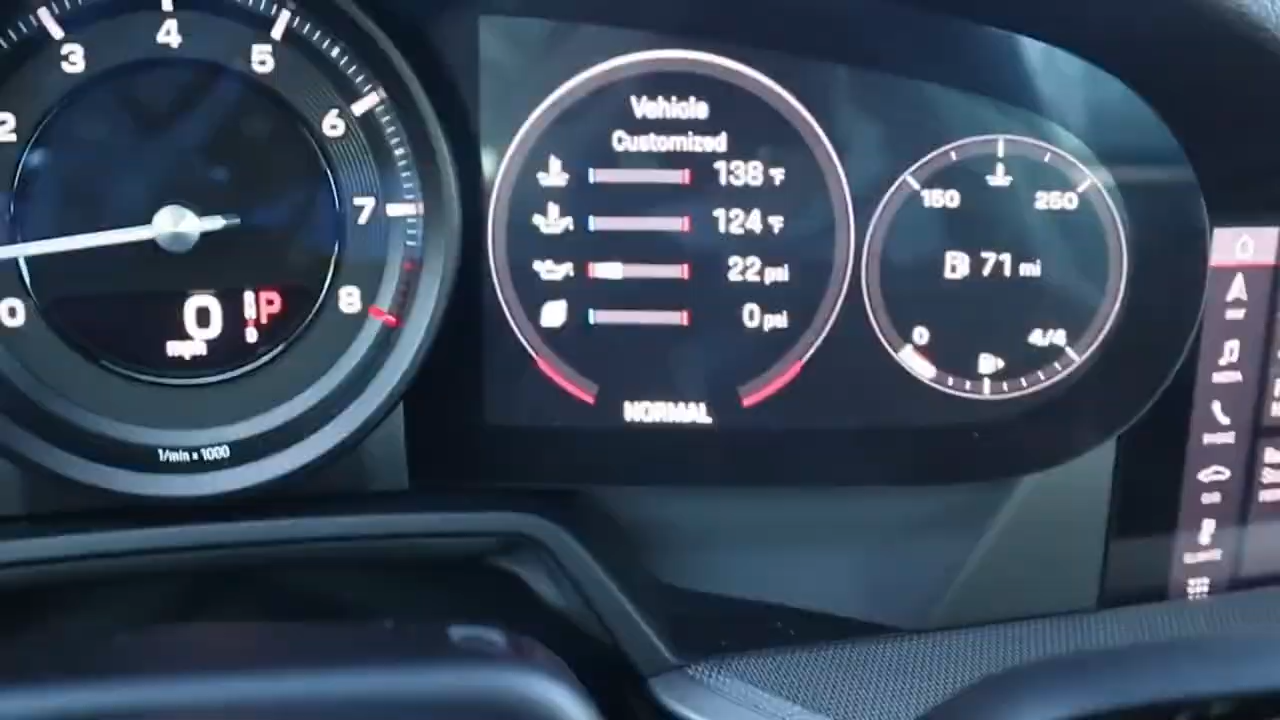 2
3
4
5
6
7
8
0
0
mph
P
1/min x 1000
Vehicle
Customized
138 °F
124 °F
22 psi
0 psi
NORMAL
150
250
71 mi
0
4/4